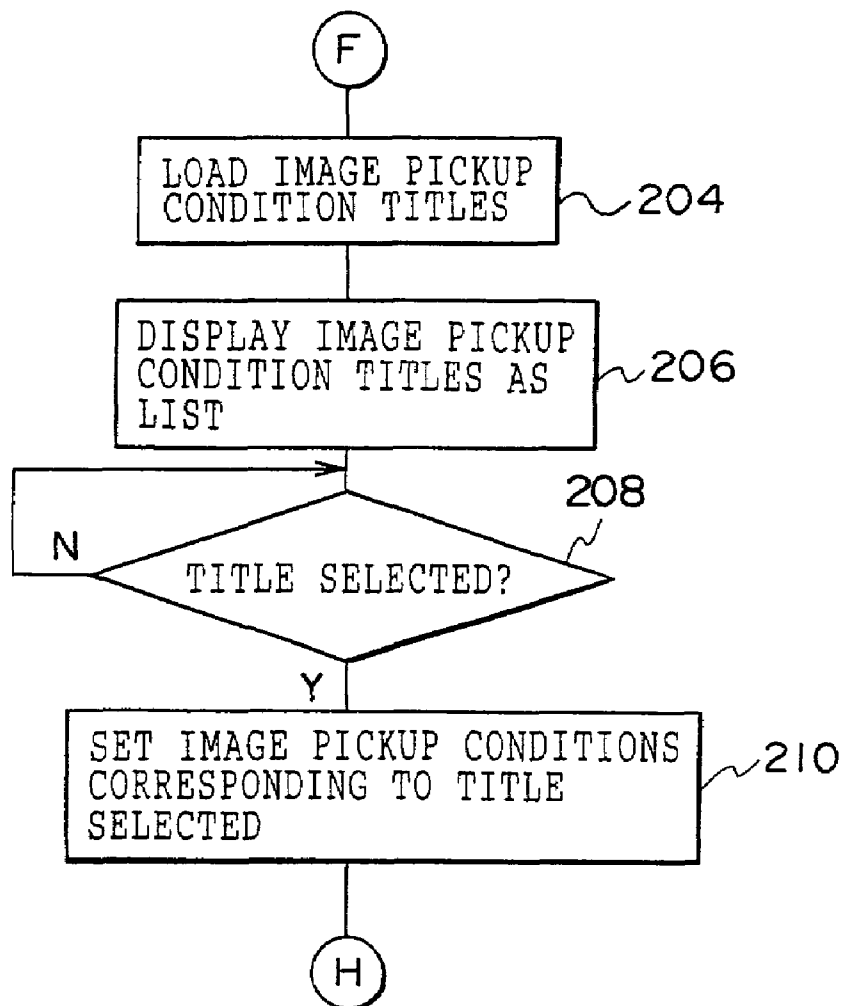 F
LOAD IMAGE PICKUP
CONDITION TITLES
204
DISPLAY IMAGE PICKUP
CONDITION TITLES AS
LIST
206
208
N
TITLE SELECTED?
Y
SET IMAGE PICKUP CONDITIONS
CORRESPONDING TO TITLE
SELECTED
210
H